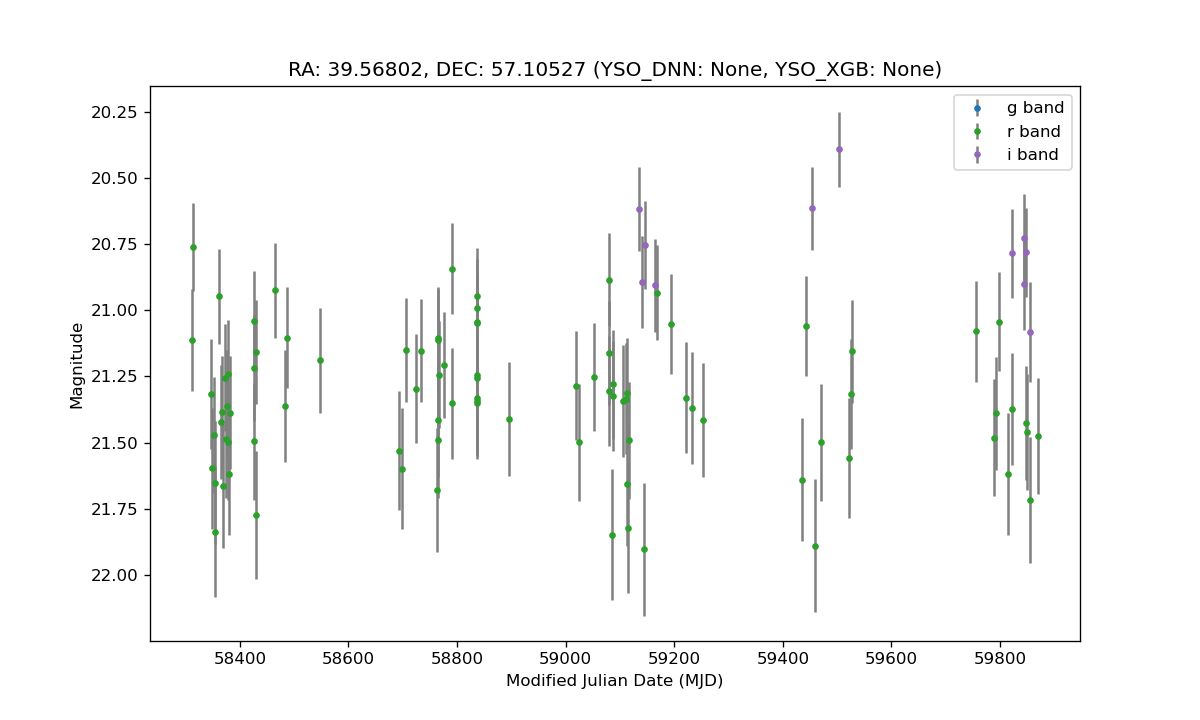 RA: 39.56802, DEC: 57.10527 (YSO_DNN: None, YSO_XGB: None)
g band
r band
i band
Magnitude
20.25
20.50
20.75
21.00
21.25
21.50
21.75
22.00
58400 58600 58800 59000 59200 59400 59600 59800
Modified Julian Date (MJD)